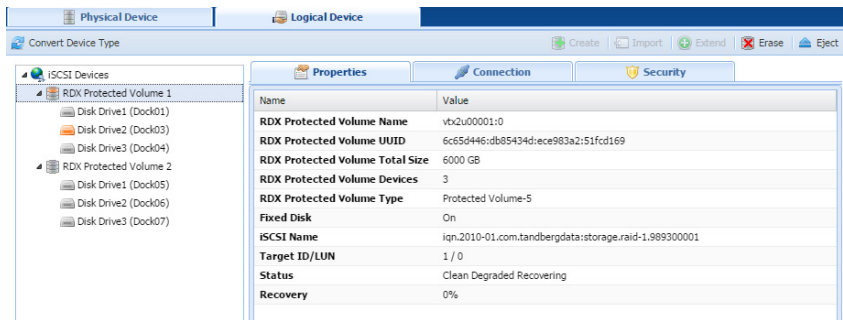 Physical Device
Logical Device
Convert Device Type
Create
Import
Extend
Erase
Eject
iSCSI Devices
RDX Protected Volume 1
Disk Drive1 (Dock01)
Disk Drive2 (Dock03)
Disk Drive3 (Dock04)
RDX Protected Volume 2
Disk Drive1 (Dock05)
Disk Drive2 (Dock06)
Disk Drive3 (Dock07)
Properties
Connection
Security
Name Value
RDX Protected Volume Name vtx2u00001:0
RDX Protected Volume UUID 6c65d446:db85434d:ece983a2:51fcd169
RDX Protected Volume Total Size 6000 GB
RDX Protected Volume Devices 3
RDX Protected Volume Type Protected Volume-5
Fixed Disk On
iSCSI Name iqn.2010-01.com.tandbergdata:storage.raid-1.989300001
Target ID/LUN 1 / 0
Status Clean Degraded Recovering
Recovery 0%